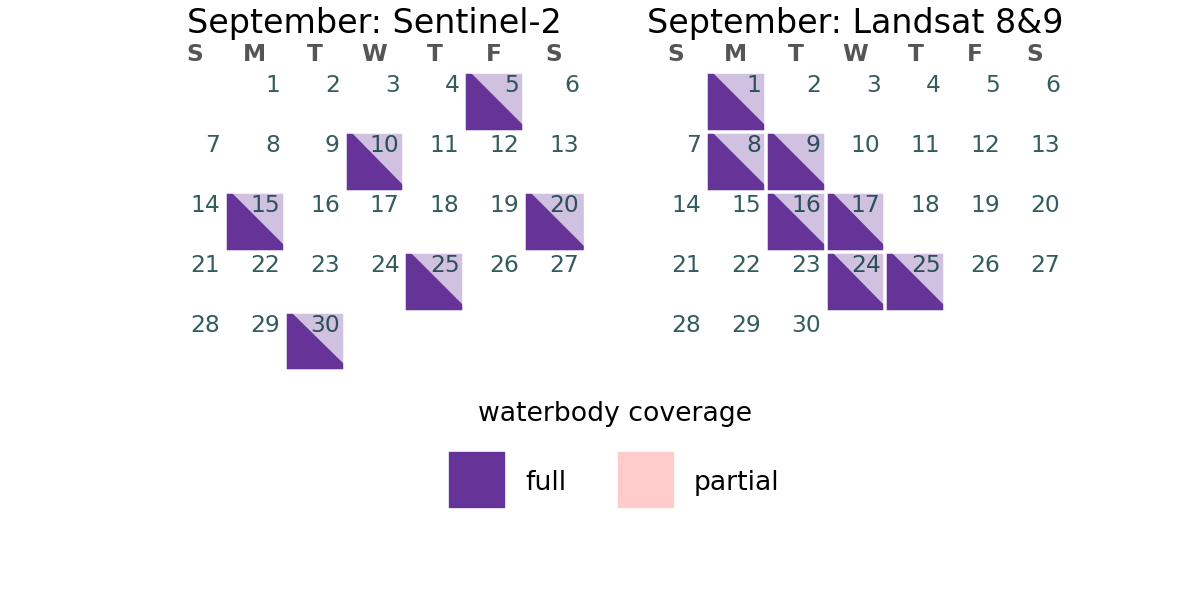 September: Sentinel-2
S M T W T F S
1 2 3 4 5 6
7 8 9 10 11 12 13
14 15 16 17 18 19 20
21 22 23 24 25 26 27
28 29 30
September: Landsat 8&9
S M T W T F S
1 2 3 4 5 6
7 8 9 10 11 12 13
14 15 16 17 18 19 20
21 22 23 24 25 26 27
28 29 30
waterbody coverage
full partial